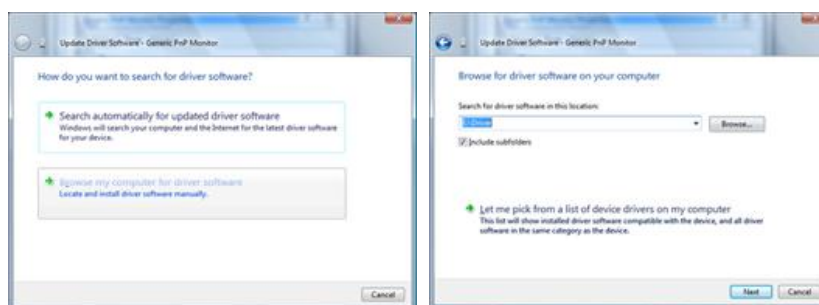 Update Driver Software - Generic PnP Monitor
How do you want to search for driver software?
Search automatically for updated driver software
Windows will search your computer and the Internet for the latest driver software
for your device.
Browse my computer for driver software
Locate and install driver software manually.
Cancel
Update Driver Software - Generic PnP Monitor
Browse for driver software on your computer
Search for driver software in this location:
Browse...
Include subfolders
Let me pick from a list of device drivers on my computer
This list will show installed driver software compatible with the device, and all driver
software in the same category as the device.
Next
Cancel